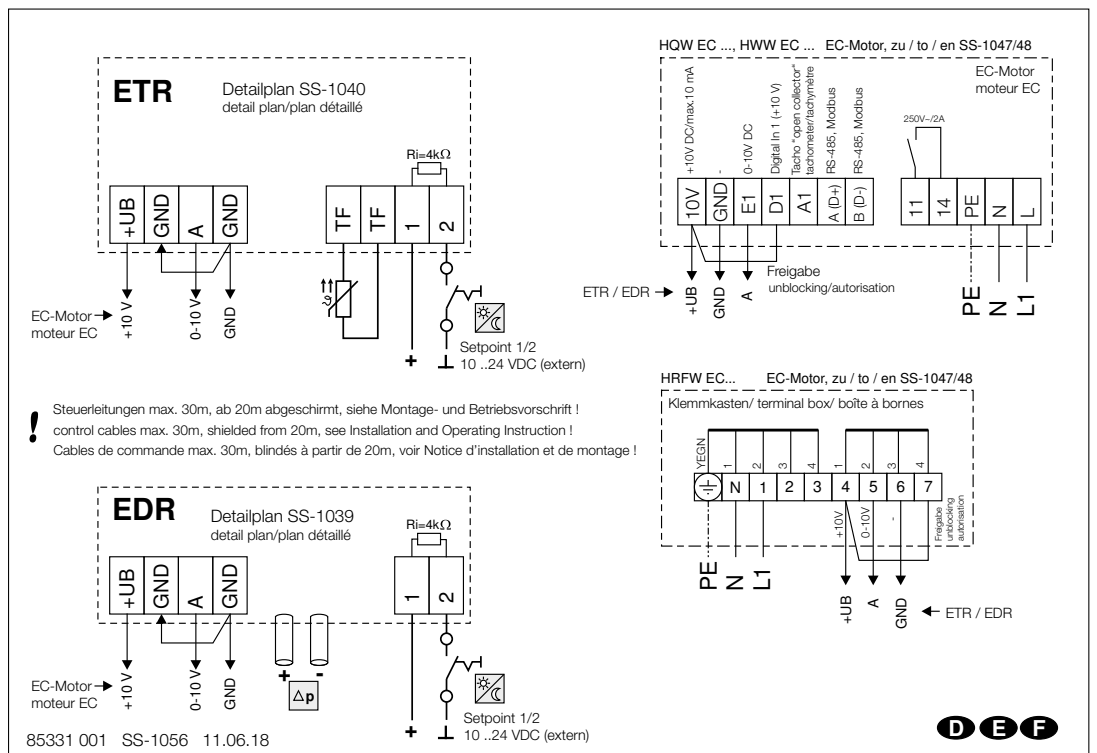 ETR
Detailplan SS-1040
detail plan/plan détaillé
Ri=4kΩ
+UB
GND
A
GND
TF
TF
1
2
EC-Motor
moteur EC
+10 V
0-10 V
GND
ϑ
+
Setpoint 1/2
10 ..24 VDC (extern)
HQW EC ..., HWW EC ... EC-Motor, zu / to / en SS-1047/48
EC-Motor
moteur EC
+10V DC/max.10 mA
-
0-10V DC
Digital In 1 (+10 V)
Tacho "open collector"
tachometer/tachymètre
RS-485, Modbus
RS-485, Modbus
250V~/2A
10V
GND
E1
D1
A1
A (D+)
B (D-)
11
14
PE
N
L
Freigabe
unblocking/autorisation
ETR / EDR
+UB
GND
A
PE
N
L1
! Steuerleitungen max. 30m, ab 20m abgeschirmt, siehe Montage- und Betriebsvorschrift !
control cables max. 30m, shielded from 20m, see Installation and Operating Instruction !
Cables de commande max. 30m, blindés à partir de 20m, voir Notice d'installation et de montage !
HRFW EC... EC-Motor, zu / to / en SS-1047/48
Klemmkasten/ terminal box/ boîte à bornes
YEGN
1
2
3
4
1
2
3
4
N
1
2
3
4
5
6
7
+10V
0-10V
-
Freigabe
unblocking
autorisation
PE
N
L1
+UB
A
GND
ETR / EDR
EDR
Detailplan SS-1039
detail plan/plan détaillé
Ri=4kΩ
+UB
GND
A
GND
1
2
EC-Motor
moteur EC
+10 V
0-10 V
GND
+ -
Δp
+
Setpoint 1/2
10 ..24 VDC (extern)
85331 001 SS-1056 11.06.18
D E F